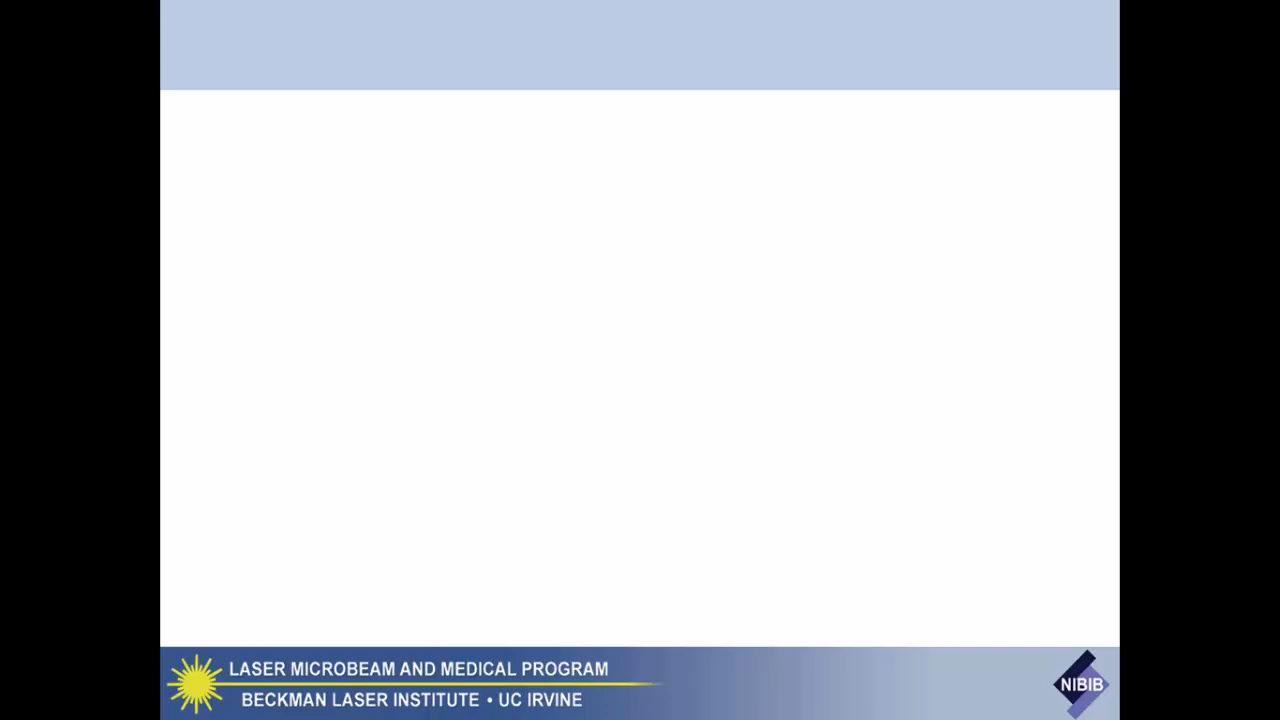 LASER MICROBEAM AND MEDICAL PROGRAM
BECKMAN LASER INSTITUTE • UC IRVINE
NIBIB